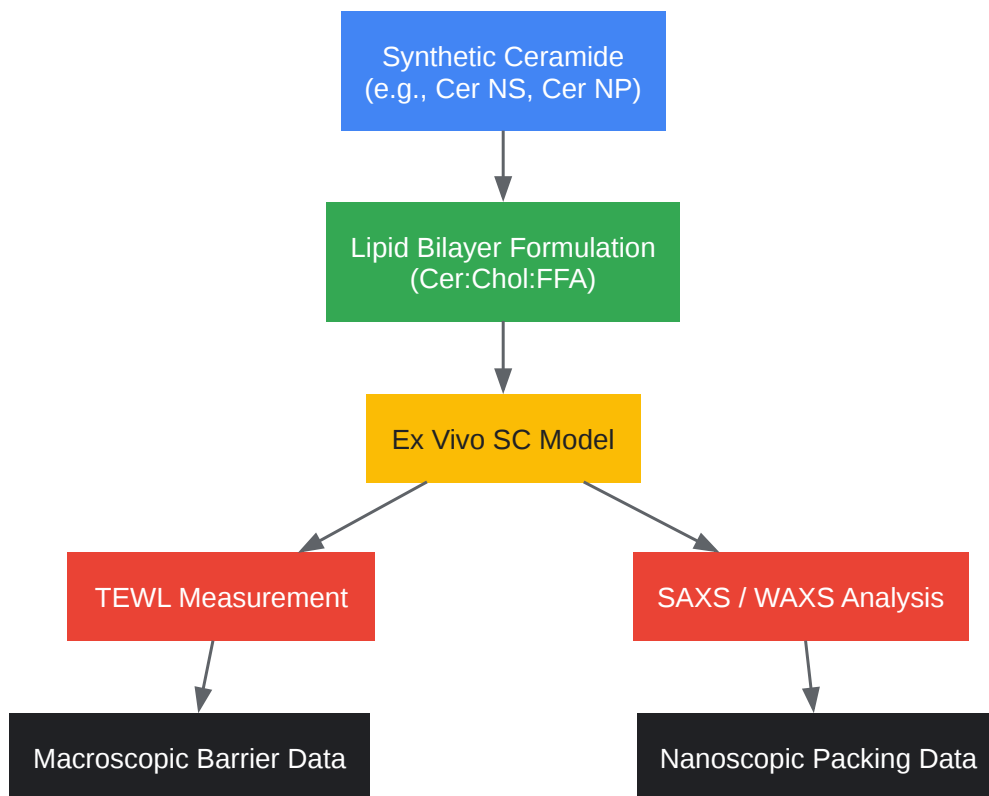 Synthetic Ceramide
(e.g., Cer NS, Cer NP)
Lipid Bilayer Formulation
(Cer:Chol:FFA)
Ex Vivo SC Model
TEWL Measurement
SAXS / WAXS Analysis
Macroscopic Barrier Data
Nanoscopic Packing Data